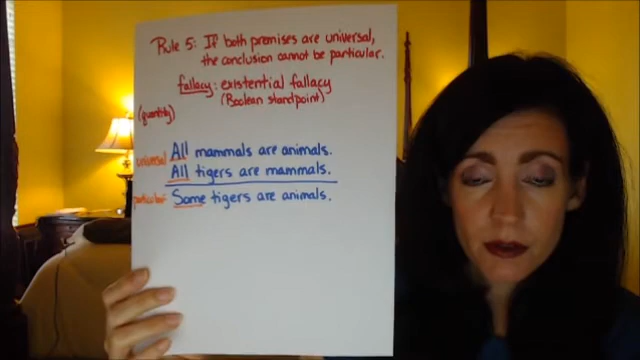 Rule 5: If both premises are universal,
the conclusion cannot be particular.
fallacy: existential fallacy
(Boolean standpoint)
(quantity)
universal All mammals are animals.
All tigers are mammals.
particular Some tigers are animals.